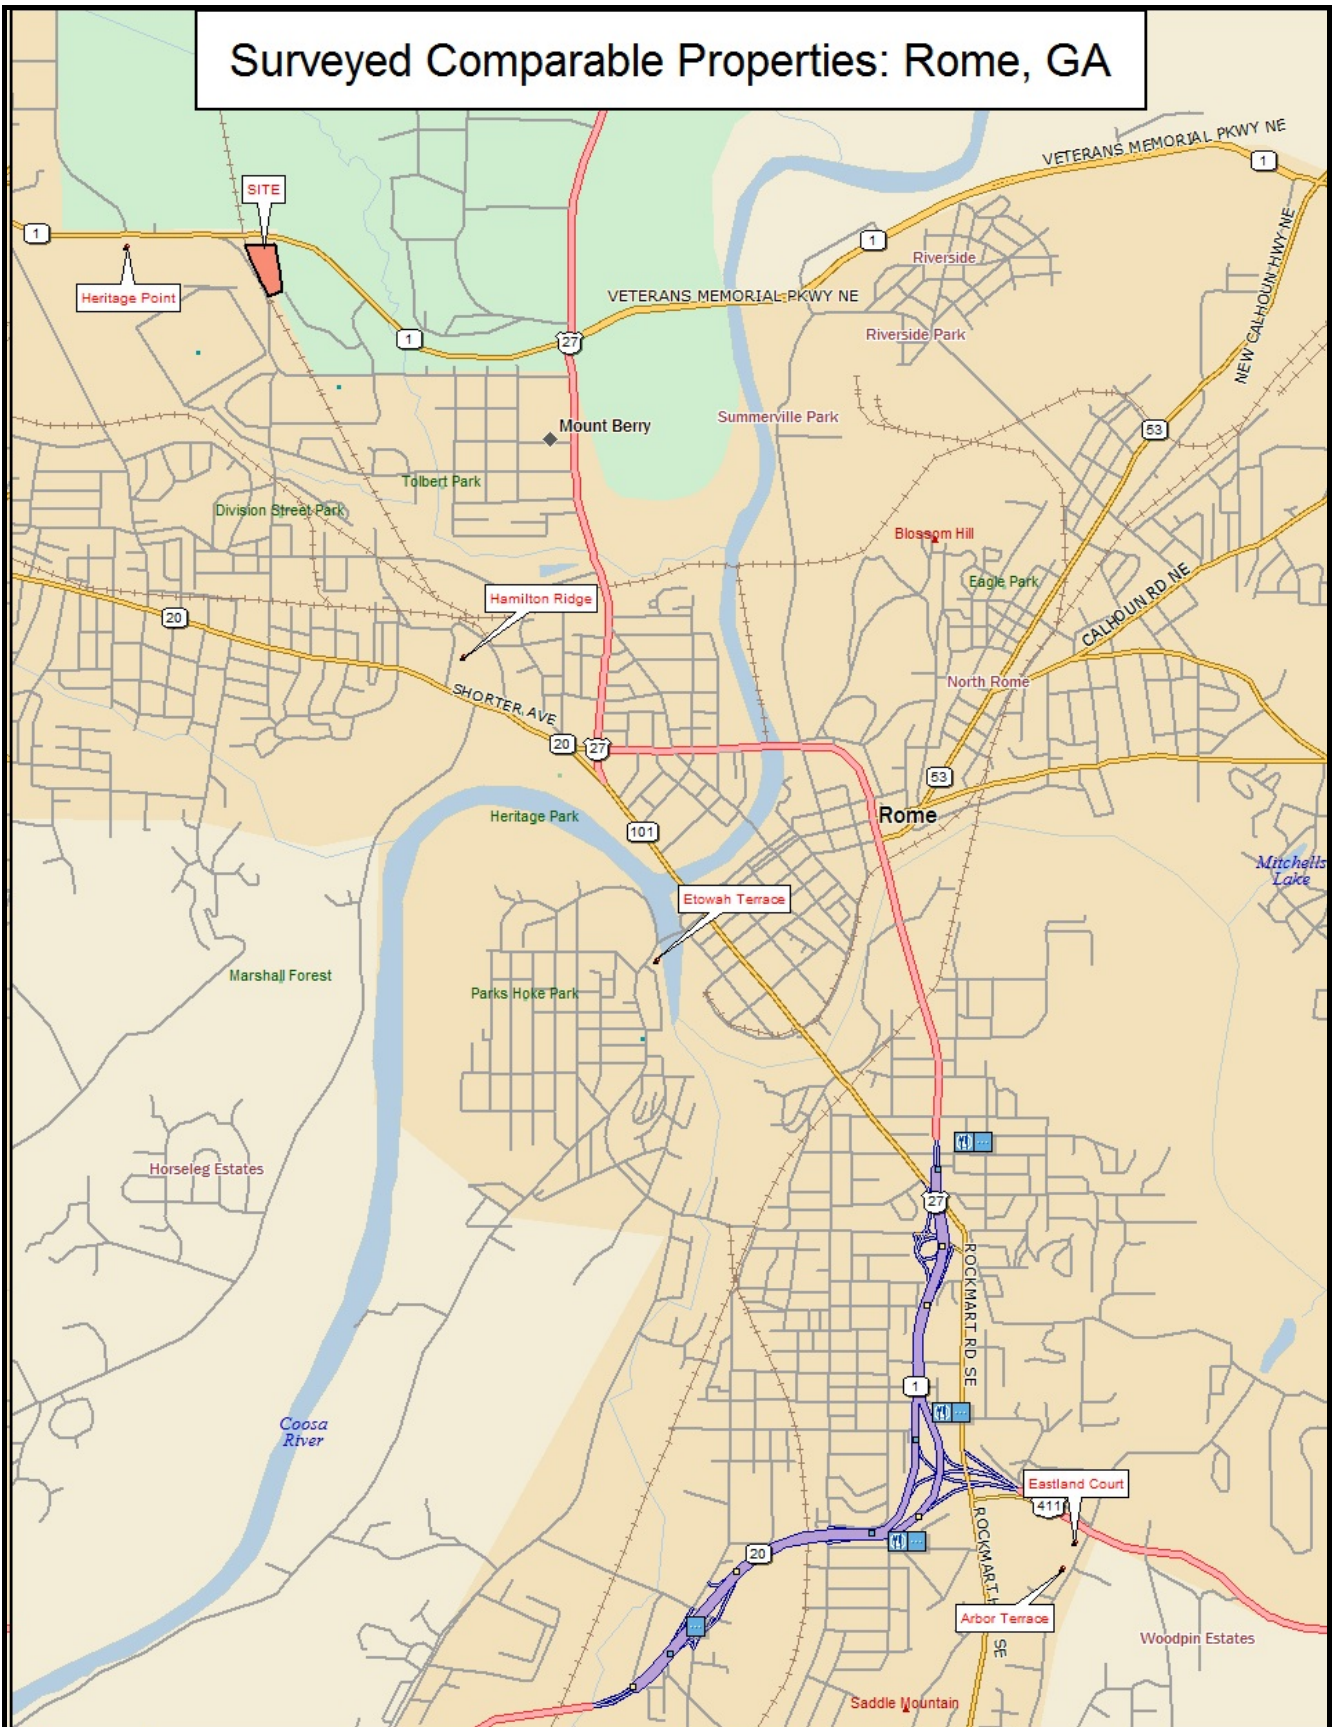 Surveyed Comparable Properties: Rome, GA
VETERANS MEMORIAL PKWY NE
1
SITE
1
1
Riverside
Heritage Point
VETERANS MEMORIAL PKWY NE
NEW CALHOUN HWY NE
Riverside Park
1
27
Summerville Park
Mount Berry
53
Tolbert Park
Division Street Park
Blossom Hill
Eagle Park
Hamilton Ridge
CALHOUN RD NE
20
North Rome
SHORTER AVE
20
27
53
Heritage Park
Rome
101
Mitchells
Lake
Etowah Terrace
Marshall Forest
Parks Hoke Park
Horseleg Estates
27
ROCKMART RD SE
1
Coosa
River
Eastland Court
411
20
Arbor Terrace
Woodpin Estates
Saddle Mountain